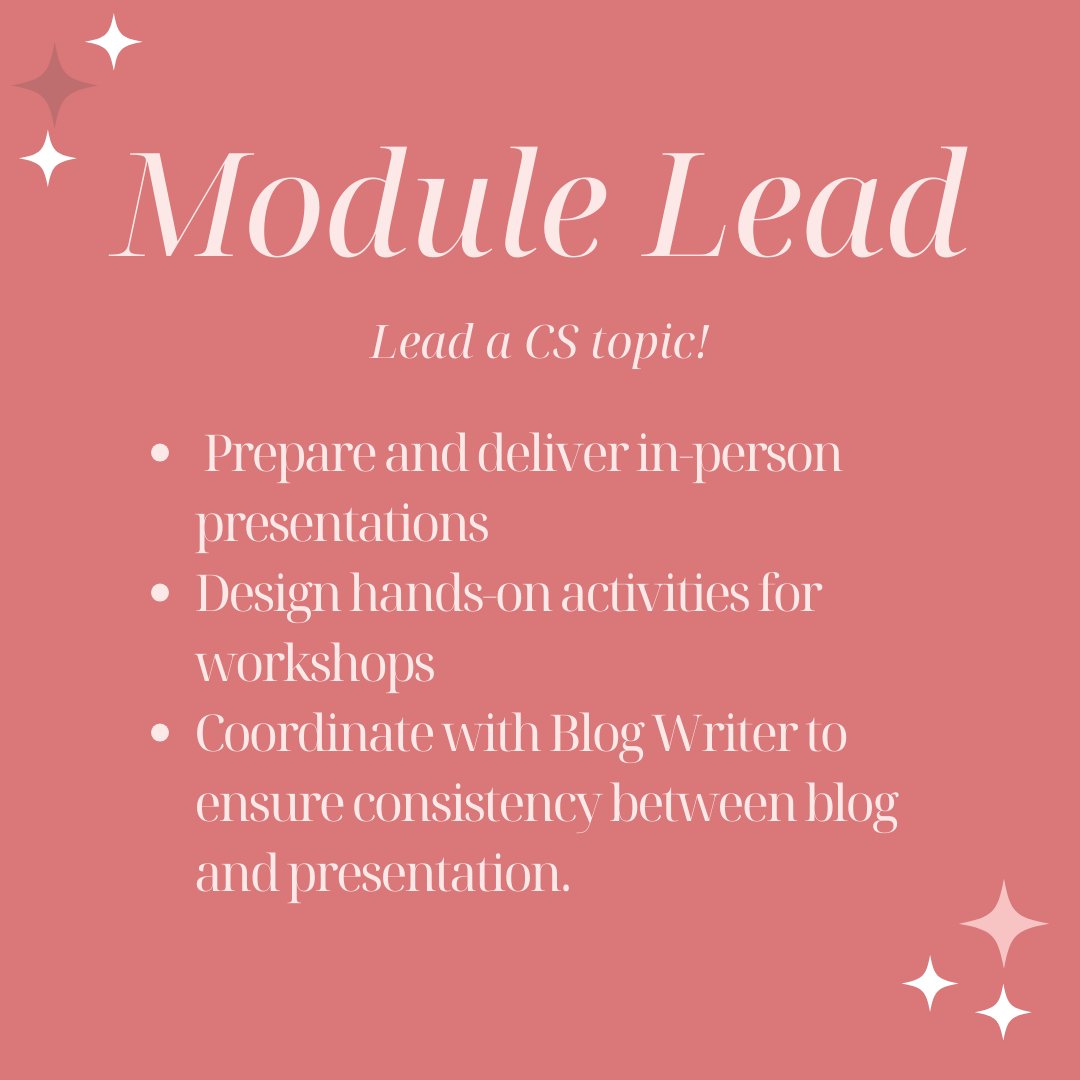 Module Lead
Lead a CS topic!
• Prepare and deliver in-person
presentations
• Design hands-on activities for
workshops
• Coordinate with Blog Writer to
ensure consistency between blog
and presentation.